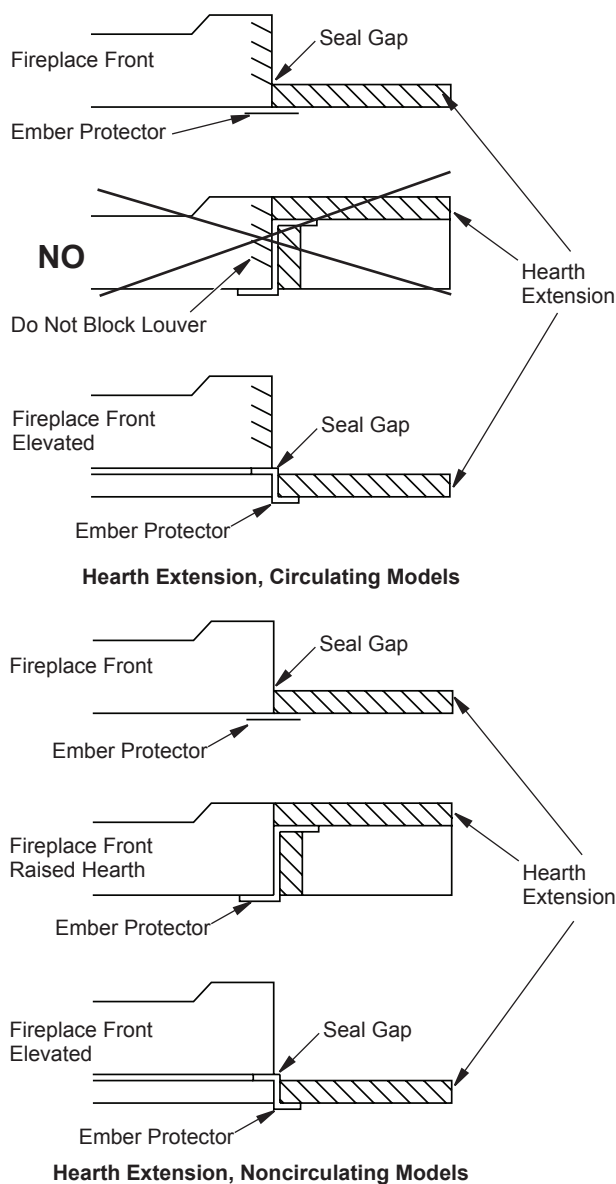 Seal Gap
Fireplace Front
Ember Protector
NO
Hearth
Extension
Do Not Block Louver
Fireplace Front
Elevated
Seal Gap
Ember Protector
Hearth Extension, Circulating Models
Seal Gap
Fireplace Front
Ember Protector
Fireplace Front
Raised Hearth
Hearth
Extension
Ember Protector
Fireplace Front
Elevated
Seal Gap
Ember Protector
Hearth Extension, Noncirculating Models